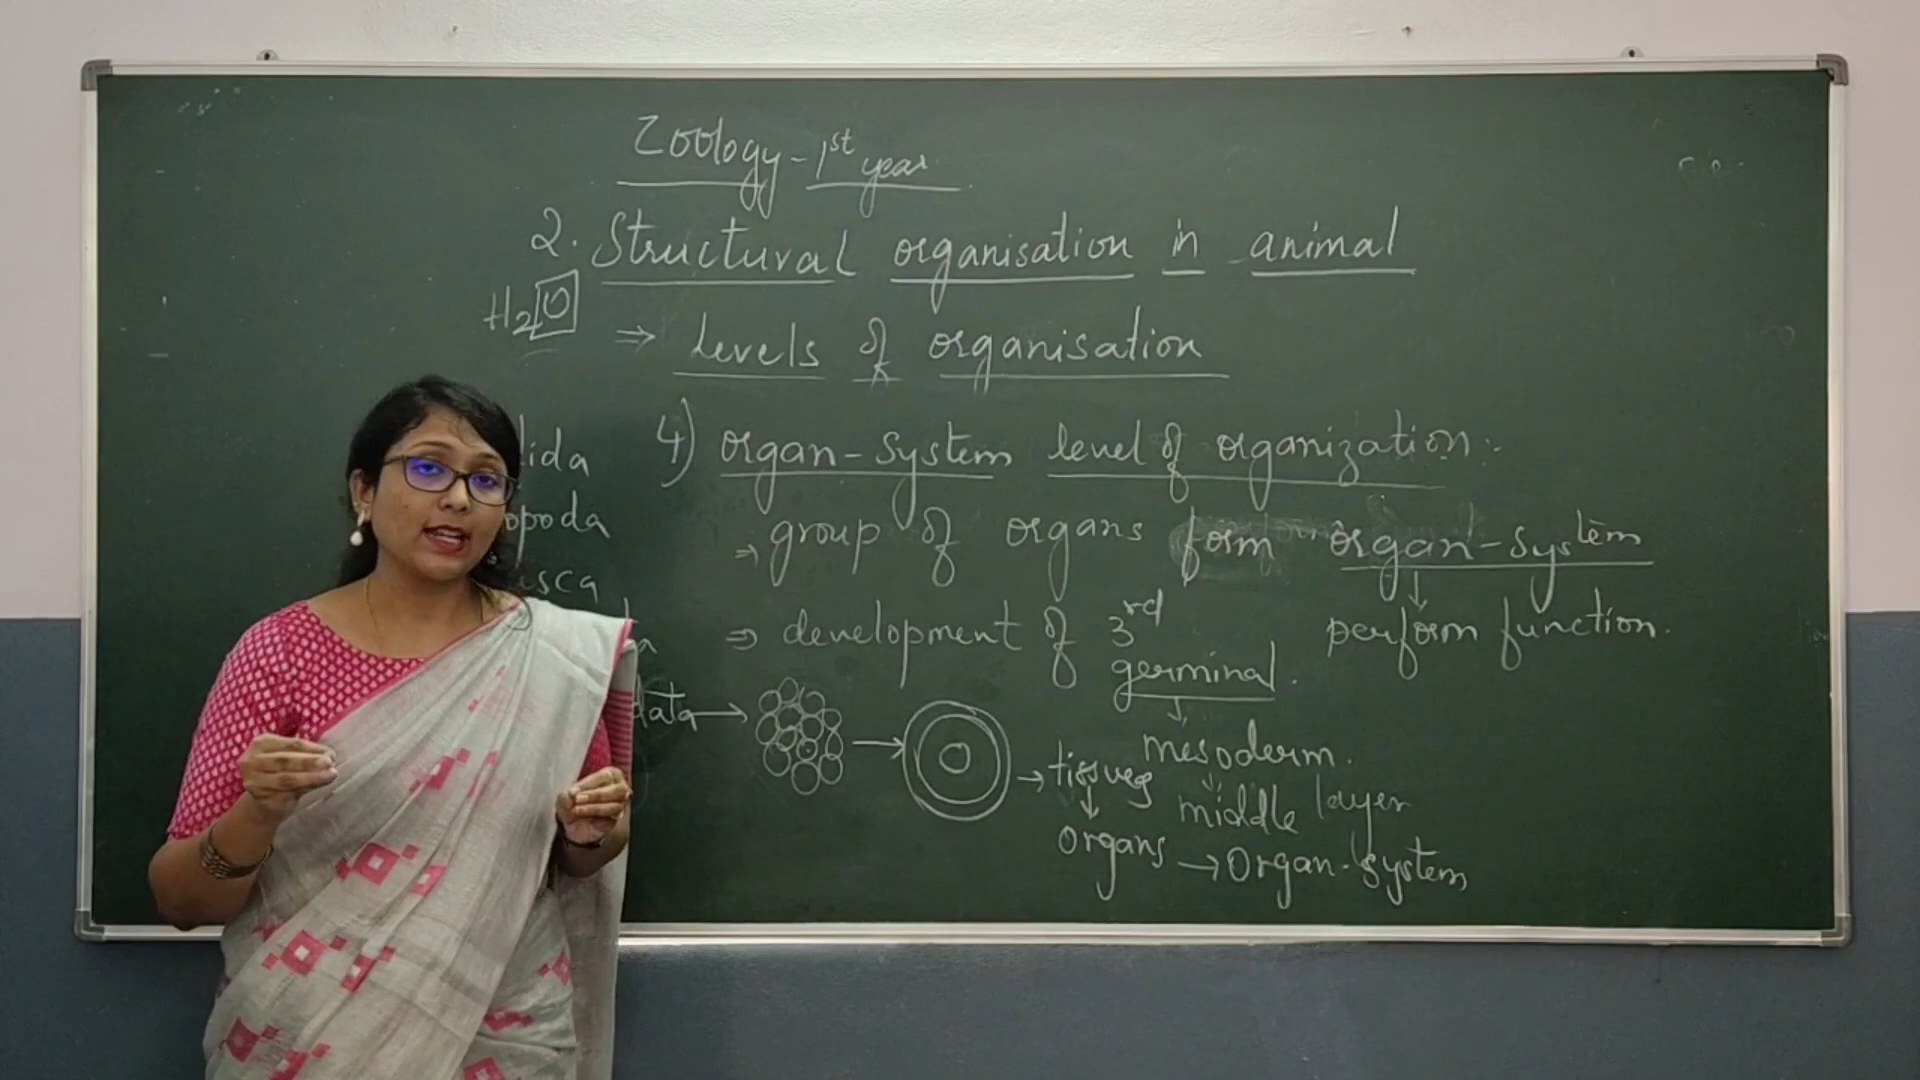 Zoology - 1st year
2. Structural organisation in animal
H2O
⇒ Levels of organisation
4) organ-system level of organization:-
⇒ group of organs form organ-system
↓
perform function.
⇒ development of 3rd
germinal.
↓
mesoderm.
↓
middle layer
lida
opoda
usca
data → → → tissues
↓
organs → Organ-system